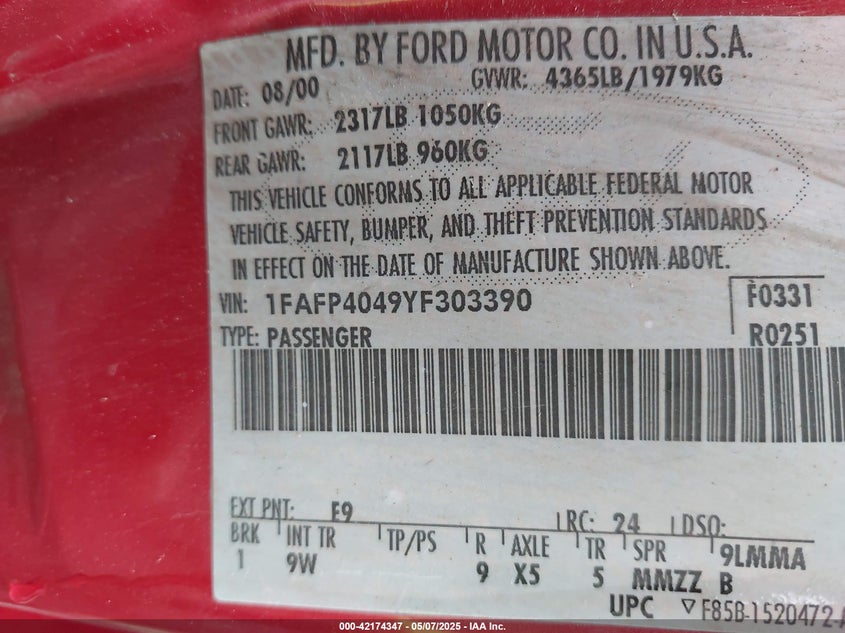 MFD. BY FORD MOTOR CO. IN U.S.A.
DATE: 08/00 GVWR: 4365LB/1979KG
FRONT GAWR: 2317LB 1050KG
REAR GAWR: 2117LB 960KG
THIS VEHICLE CONFORMS TO ALL APPLICABLE FEDERAL MOTOR
VEHICLE SAFETY, BUMPER, AND THEFT PREVENTION STANDARDS
IN EFFECT ON THE DATE OF MANUFACTURE SHOWN ABOVE.
VIN: 1FAFP4049YF303390 F0331
TYPE: PASSENGER R0251
EXT PNT: E9 RC: 24 DSO:
BRK INT TR TP/PS R AXLE TR SPR 9LMMA
1 9W 9 X5 5 MMZZ B
UPC ▽F85B-1520472-A
000-42174347 - 05/07/2025 - IAA Inc.